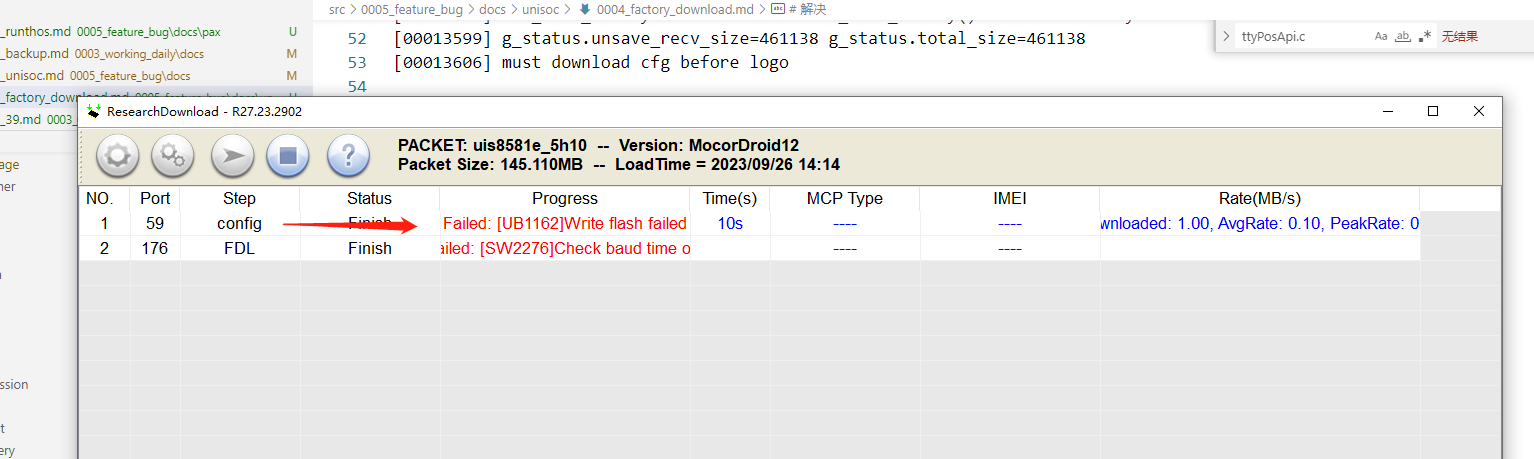 src > 0005_feature_bug > docs > unisoc > 0004_factory_download.md > # 解决
_runthos.md 0005_feature_bug\docs\pax U
52 [00013599] g_status.unsave_recv_size=461138 g_status.total_size=461138
ttyPosApi.c Aa ab 无结果
_backup.md 0003_working_daily\docs M
53 [00013606] must download cfg before logo
_unisoc.md 0005_feature_bug\docs M
54
_factory_download.md
ResearchDownload - R27.23.2902
_39.md
PACKET: uis8581e_5h10 -- Version: MocorDroid12
Packet Size: 145.110MB -- LoadTime = 2023/09/26 14:14
NO. Port Step Status Progress Time(s) MCP Type IMEI Rate(MB/s)
1 59 config Finish Failed: [UB1162]Write flash failed 10s ---- ---- wnloaded: 1.00, AvgRate: 0.10, PeakRate: 0
2 176 FDL Finish ailed: [SW2276]Check baud time o ---- ----
age
ner
ssion
t
ery